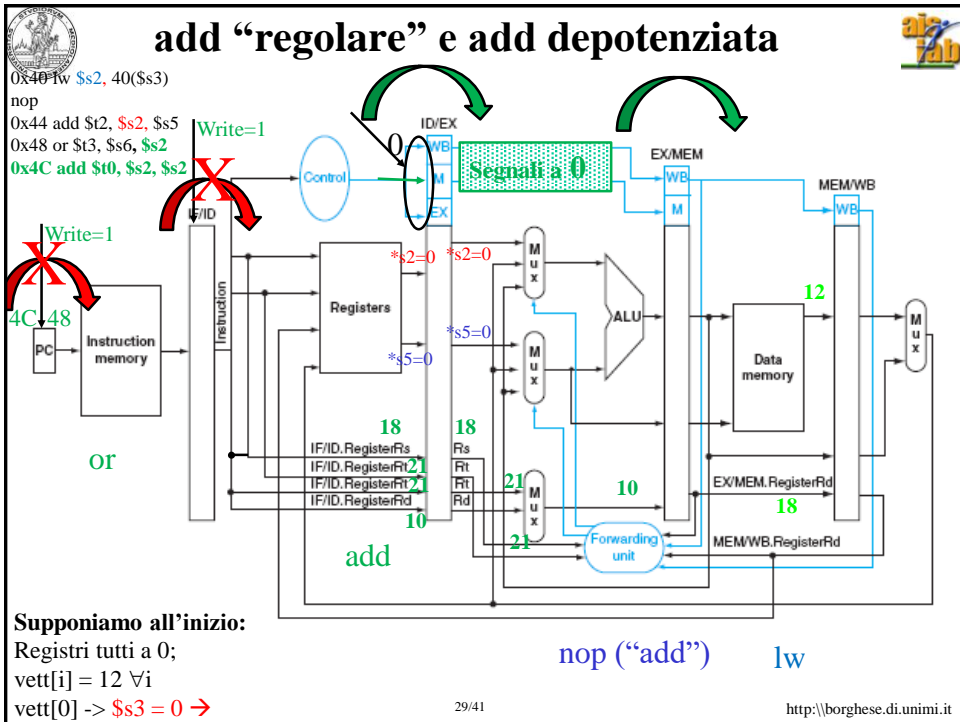 add “regolare” e add depotenziata
ais
lab
0x40 lw $s2, 40($s3)
nop
0x44 add $t2, $s2, $s5
0x48 or $t3, $s6, $s2
0x4C add $t0, $s2, $s2
Write=1
X
IF/ID
Write=1
X
4C 48
PC
Instruction memory
or
Instruction
Control
0
ID/EX
WB
M
EX
Segnali a 0
EX/MEM
WB
M
MEM/WB
WB
Registers
*s2=0
*s2=0
*s5=0
*s5=0
Mux
Mux
ALU
12
Data memory
Mux
18
18
IF/ID.RegisterRs
Rs
IF/ID.RegisterRt
21
Rt
IF/ID.RegisterRt
21
Rt
IF/ID.RegisterRd
Rd
10
21
Mux
21
10
EX/MEM.RegisterRd
18
Forwarding unit
MEM/WB.RegisterRd
add
nop (“add”)
lw
Supponiamo all'inizio:
Registri tutti a 0;
vett[i] = 12 ∀i
vett[0] -> $s3 = 0 →
29/41
http:\\borghese.di.unimi.it